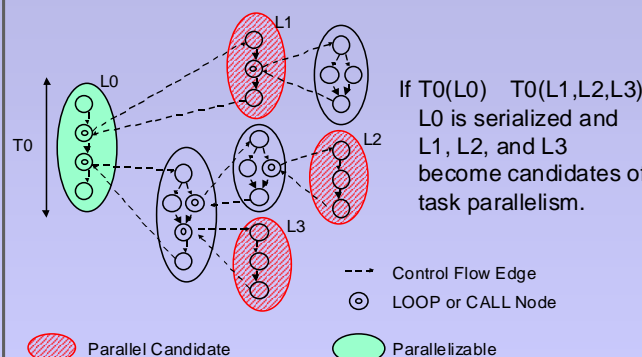 L1
L0
T0
L2
L3
If T0(L0) T0(L1,L2,L3)
L0 is serialized and
L1, L2, and L3
become candidates of
task parallelism.
Control Flow Edge
LOOP or CALL Node
Parallel Candidate
Parallelizable